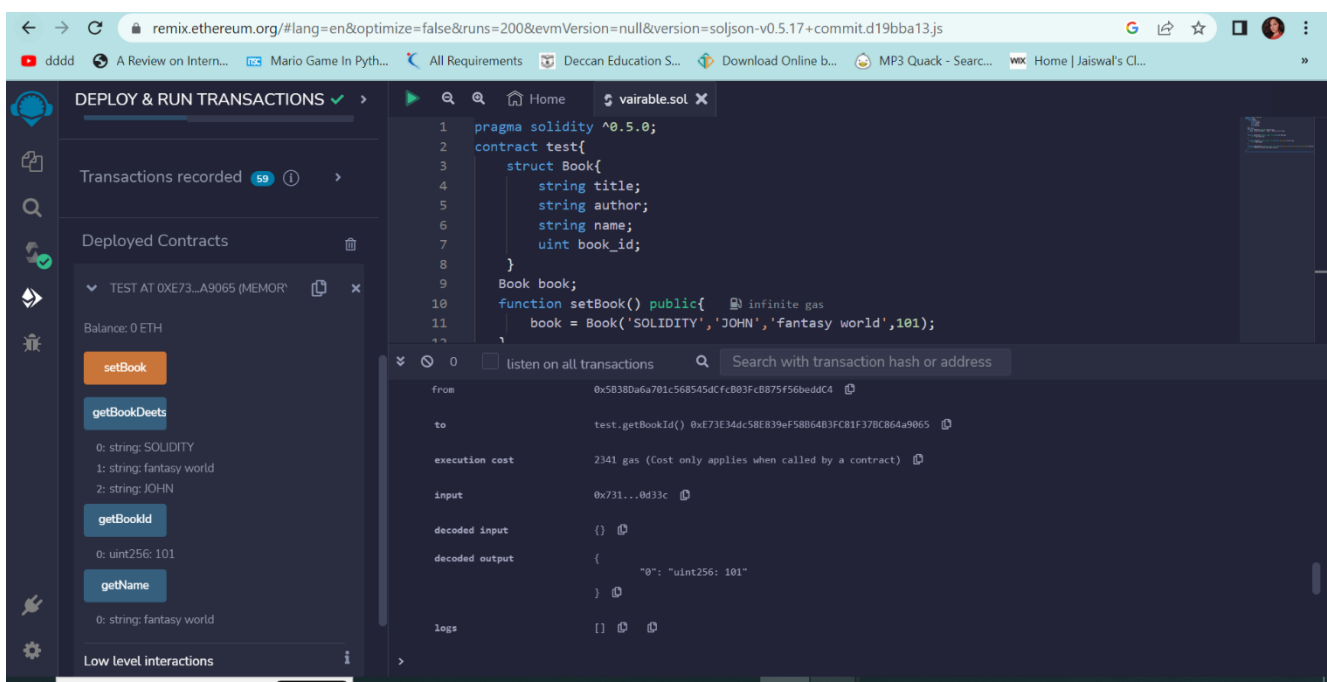 remix.ethereum.org/#lang=en&optimize=false&runs=200&evmVersion=null&version=soljson-v0.5.17+commit.d19bba13.js
dddd A Review on Intern... Mario Game In Pyth... All Requirements Deccan Education S... Download Online b... MP3 Quack - Searc... WIX Home | Jaiswal's Cl... »
DEPLOY & RUN TRANSACTIONS
Transactions recorded 59 i
Deployed Contracts
TEST AT 0XE73...A9065 (MEMOR
Balance: 0 ETH
setBook
getBookDeets
0: string: SOLIDITY
1: string: fantasy world
2: string: JOHN
getBookId
0: uint256: 101
getName
0: string: fantasy world
Low level interactions i
Home vairable.sol
1 pragma solidity ^0.5.0;
2 contract test{
3 struct Book{
4 string title;
5 string author;
6 string name;
7 uint book_id;
8 }
9 Book book;
10 function setBook() public{ infinite gas
11 book = Book('SOLIDITY','JOHN','fantasy world',101);
0 listen on all transactions Search with transaction hash or address
from 0x5B38Da6a701c568545dCfcB03FcB875f56beddC4
to test.getBookId() 0xE73E34dc58E839eF58B64B3FC81F37BC864a9065
execution cost 2341 gas (Cost only applies when called by a contract)
input 0x731...0d33c
decoded input {}
decoded output {
"0": "uint256: 101"
}
logs []
>